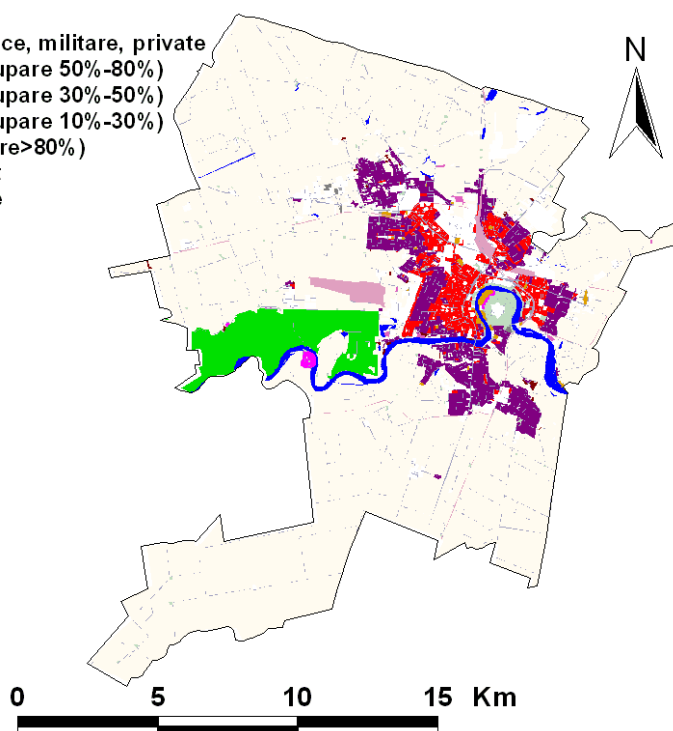 ce, militare, private
upare 50%-80%)
upare 30%-50%)
upare 10%-30%)
re>80%)
e
N
0 5 10 15 Km